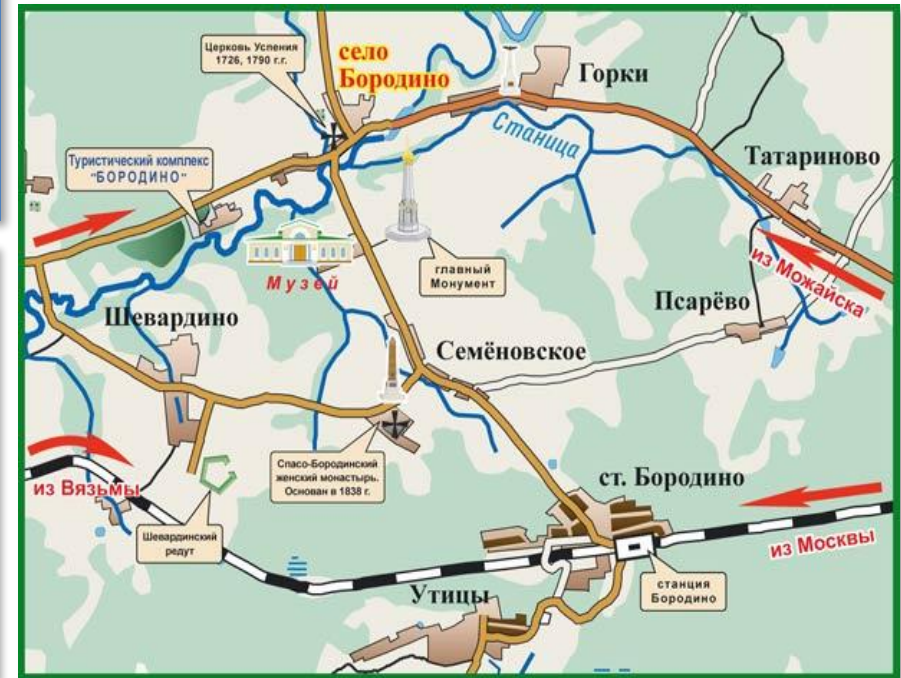 Церковь Успения
1726, 1790 г.г.
село
Бородино
Горки
Станица
Татариново
Туристический комплекс
"БОРОДИНО"
из Можайска
главный
Монумент
Музей
Псарёво
Шевардино
Семёновское
Спасо-Бородинский
женский монастырь.
Основан в 1838 г.
ст. Бородино
из Вязьмы
Шевардинский
редут
из Москвы
Утицы
станция
Бородино